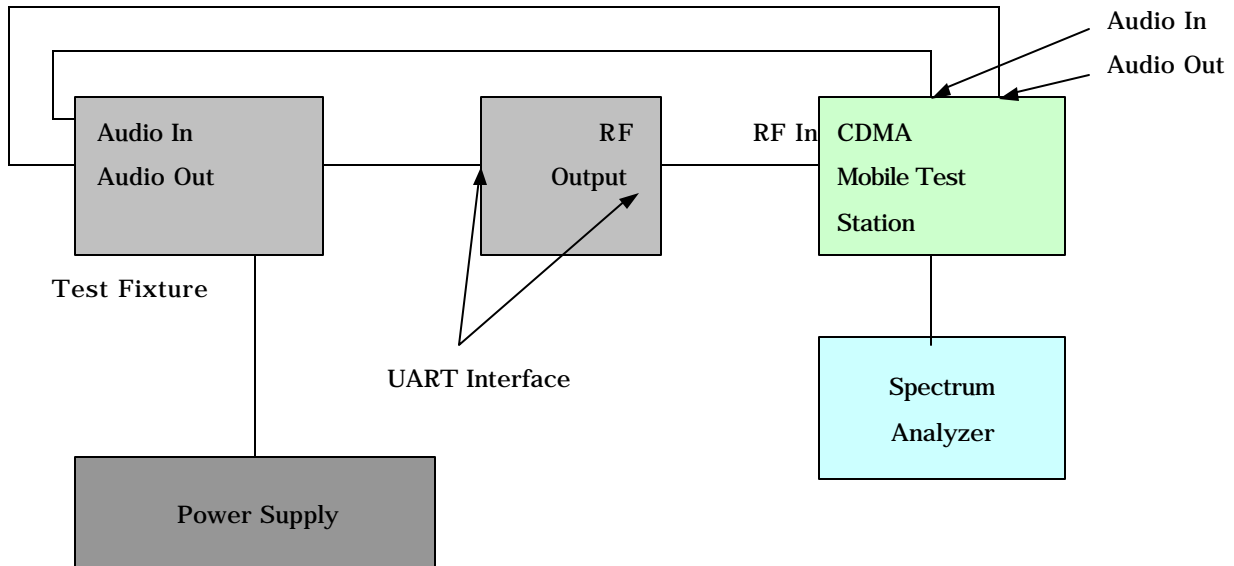 Audio In
Audio Out
Audio In
Audio Out
RF
Output
RF In
CDMA
Mobile Test
Station
Test Fixture
UART Interface
Spectrum
Analyzer
Power Supply